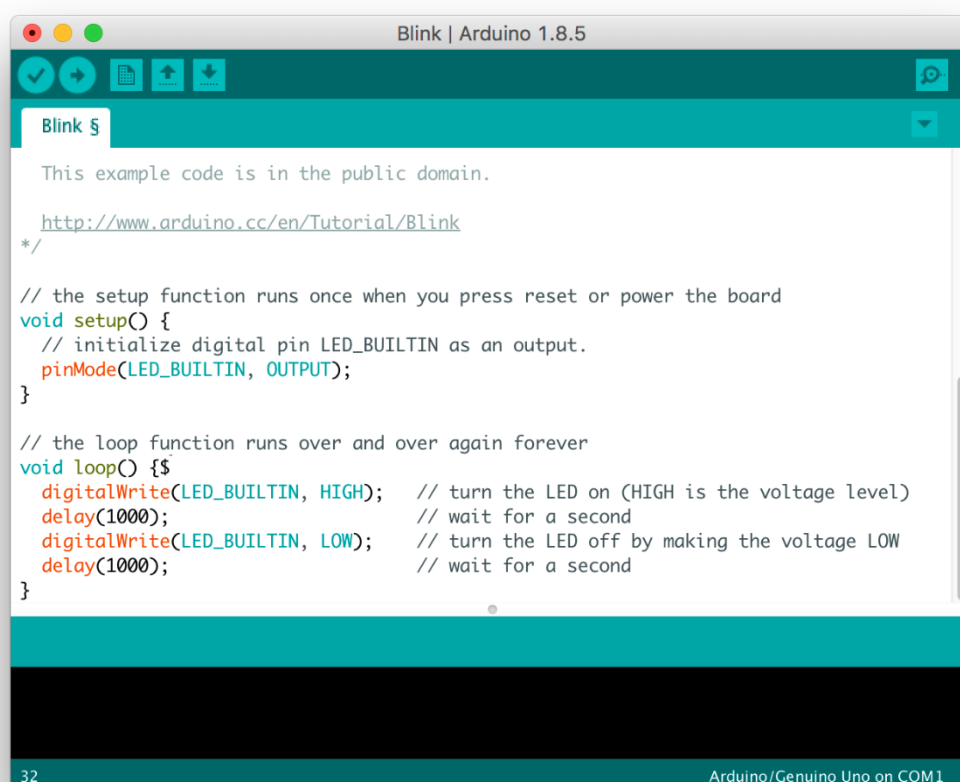 Blink | Arduino 1.8.5
Blink §
This example code is in the public domain.
http://www.arduino.cc/en/Tutorial/Blink
*/
// the setup function runs once when you press reset or power the board
void setup() {
  // initialize digital pin LED_BUILTIN as an output.
  pinMode(LED_BUILTIN, OUTPUT);
}
// the loop function runs over and over again forever
void loop() {$
  digitalWrite(LED_BUILTIN, HIGH);   // turn the LED on (HIGH is the voltage level)
  delay(1000);                       // wait for a second
  digitalWrite(LED_BUILTIN, LOW);    // turn the LED off by making the voltage LOW
  delay(1000);                       // wait for a second
}
32 Arduino/Genuino Uno on COM1